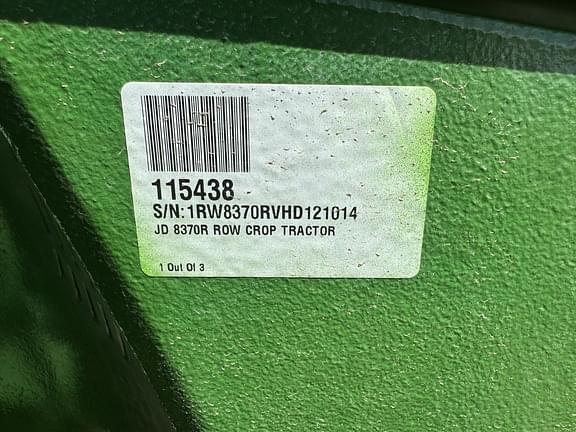 115438
S/N:1RW8370RVHD121014
JD 8370R ROW CROP TRACTOR
1 Out Of 3